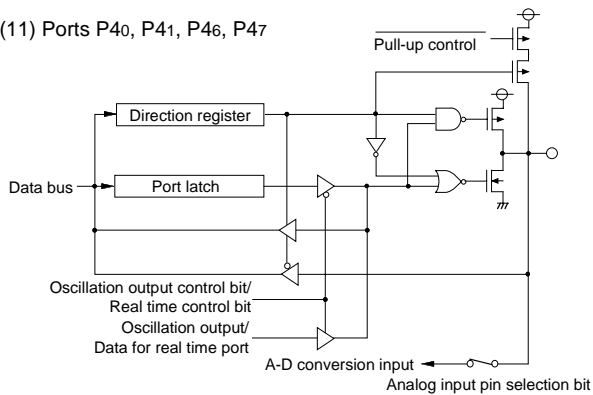 (11) Ports P40, P41, P46, P47
Pull-up control
Direction register
Data bus
Port latch
Oscillation output control bit/
Real time control bit
Oscillation output/
Data for real time port
A-D conversion input
Analog input pin selection bit